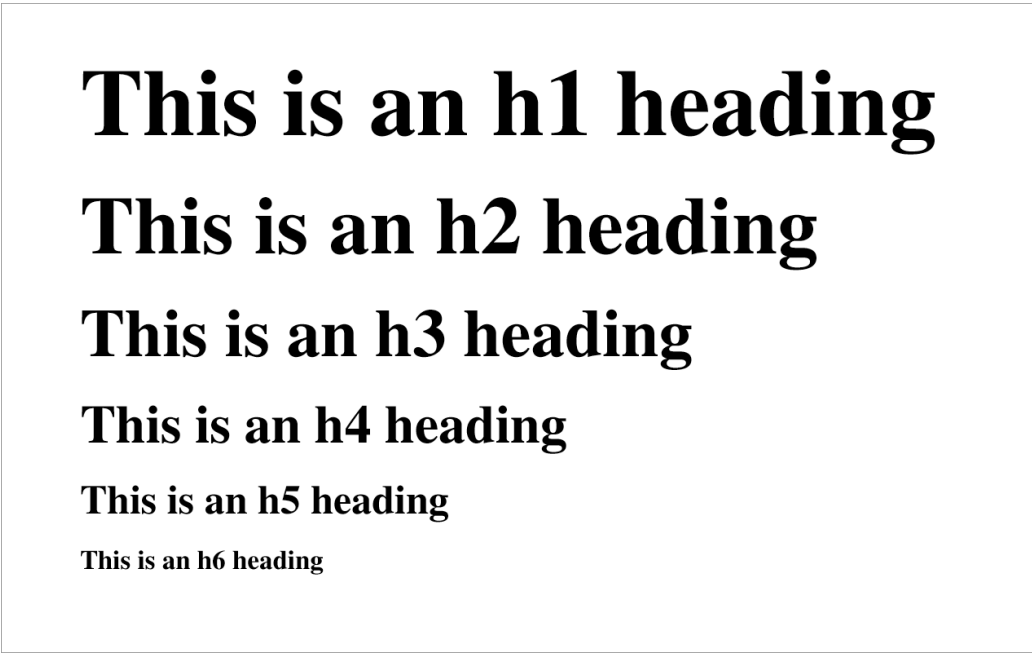 This is an h1 heading
This is an h2 heading
This is an h3 heading
This is an h4 heading
This is an h5 heading
This is an h6 heading